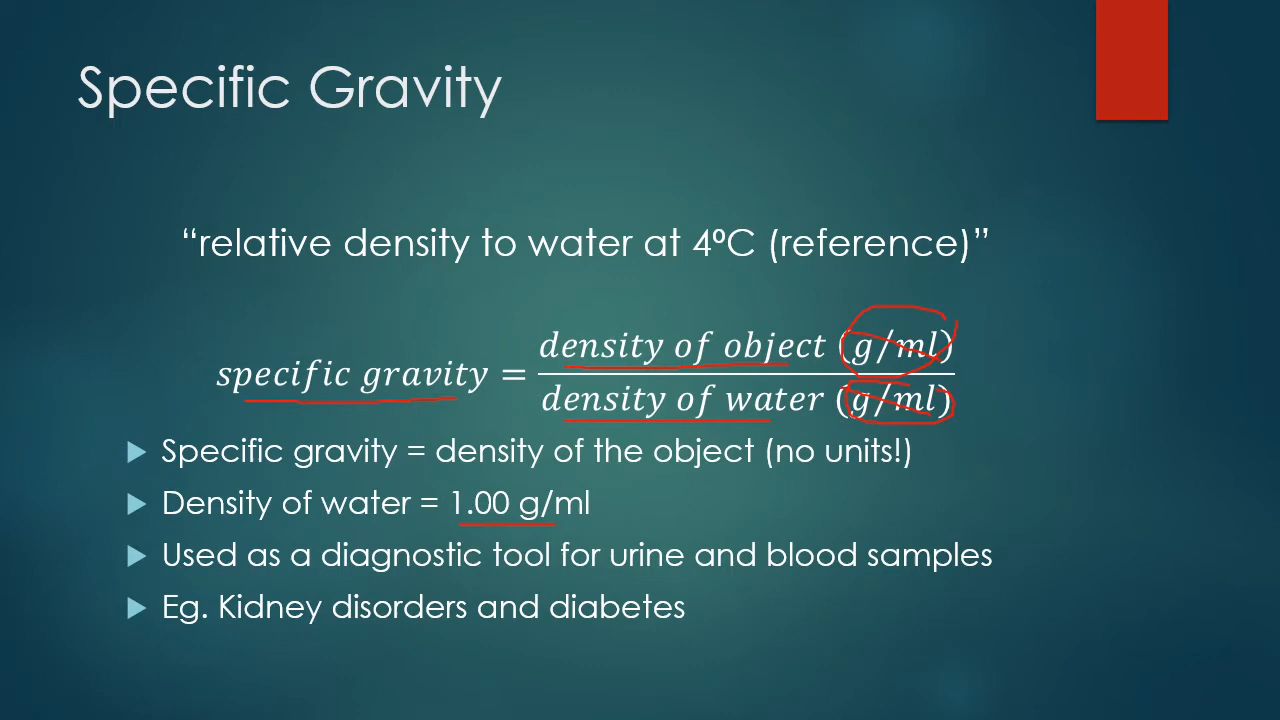 Specific Gravity
“relative density to water at 4⁰C (reference)”
specific gravity = density of object (g/ml) / density of water (g/ml)
Specific gravity = density of the object (no units!)
Density of water = 1.00 g/ml
Used as a diagnostic tool for urine and blood samples
Eg. Kidney disorders and diabetes